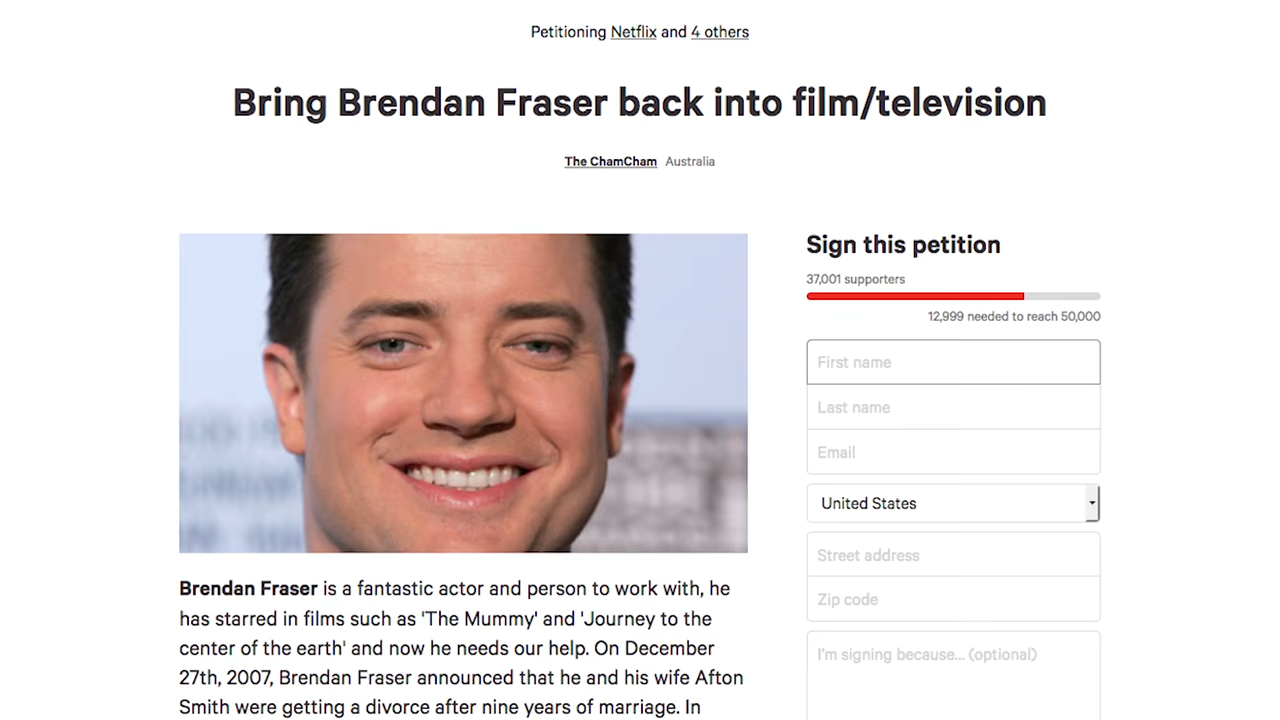 Petitioning Netflix and 4 others
Bring Brendan Fraser back into film/television
The ChamCham Australia
Sign this petition
37,001 supporters
12,999 needed to reach 50,000
First name
Last name
Email
United States
Street address
Zip code
I'm signing because... (optional)
Brendan Fraser is a fantastic actor and person to work with, he
has starred in films such as 'The Mummy' and 'Journey to the
center of the earth' and now he needs our help. On December
27th, 2007, Brendan Fraser announced that he and his wife Afton
Smith were getting a divorce after nine years of marriage. In